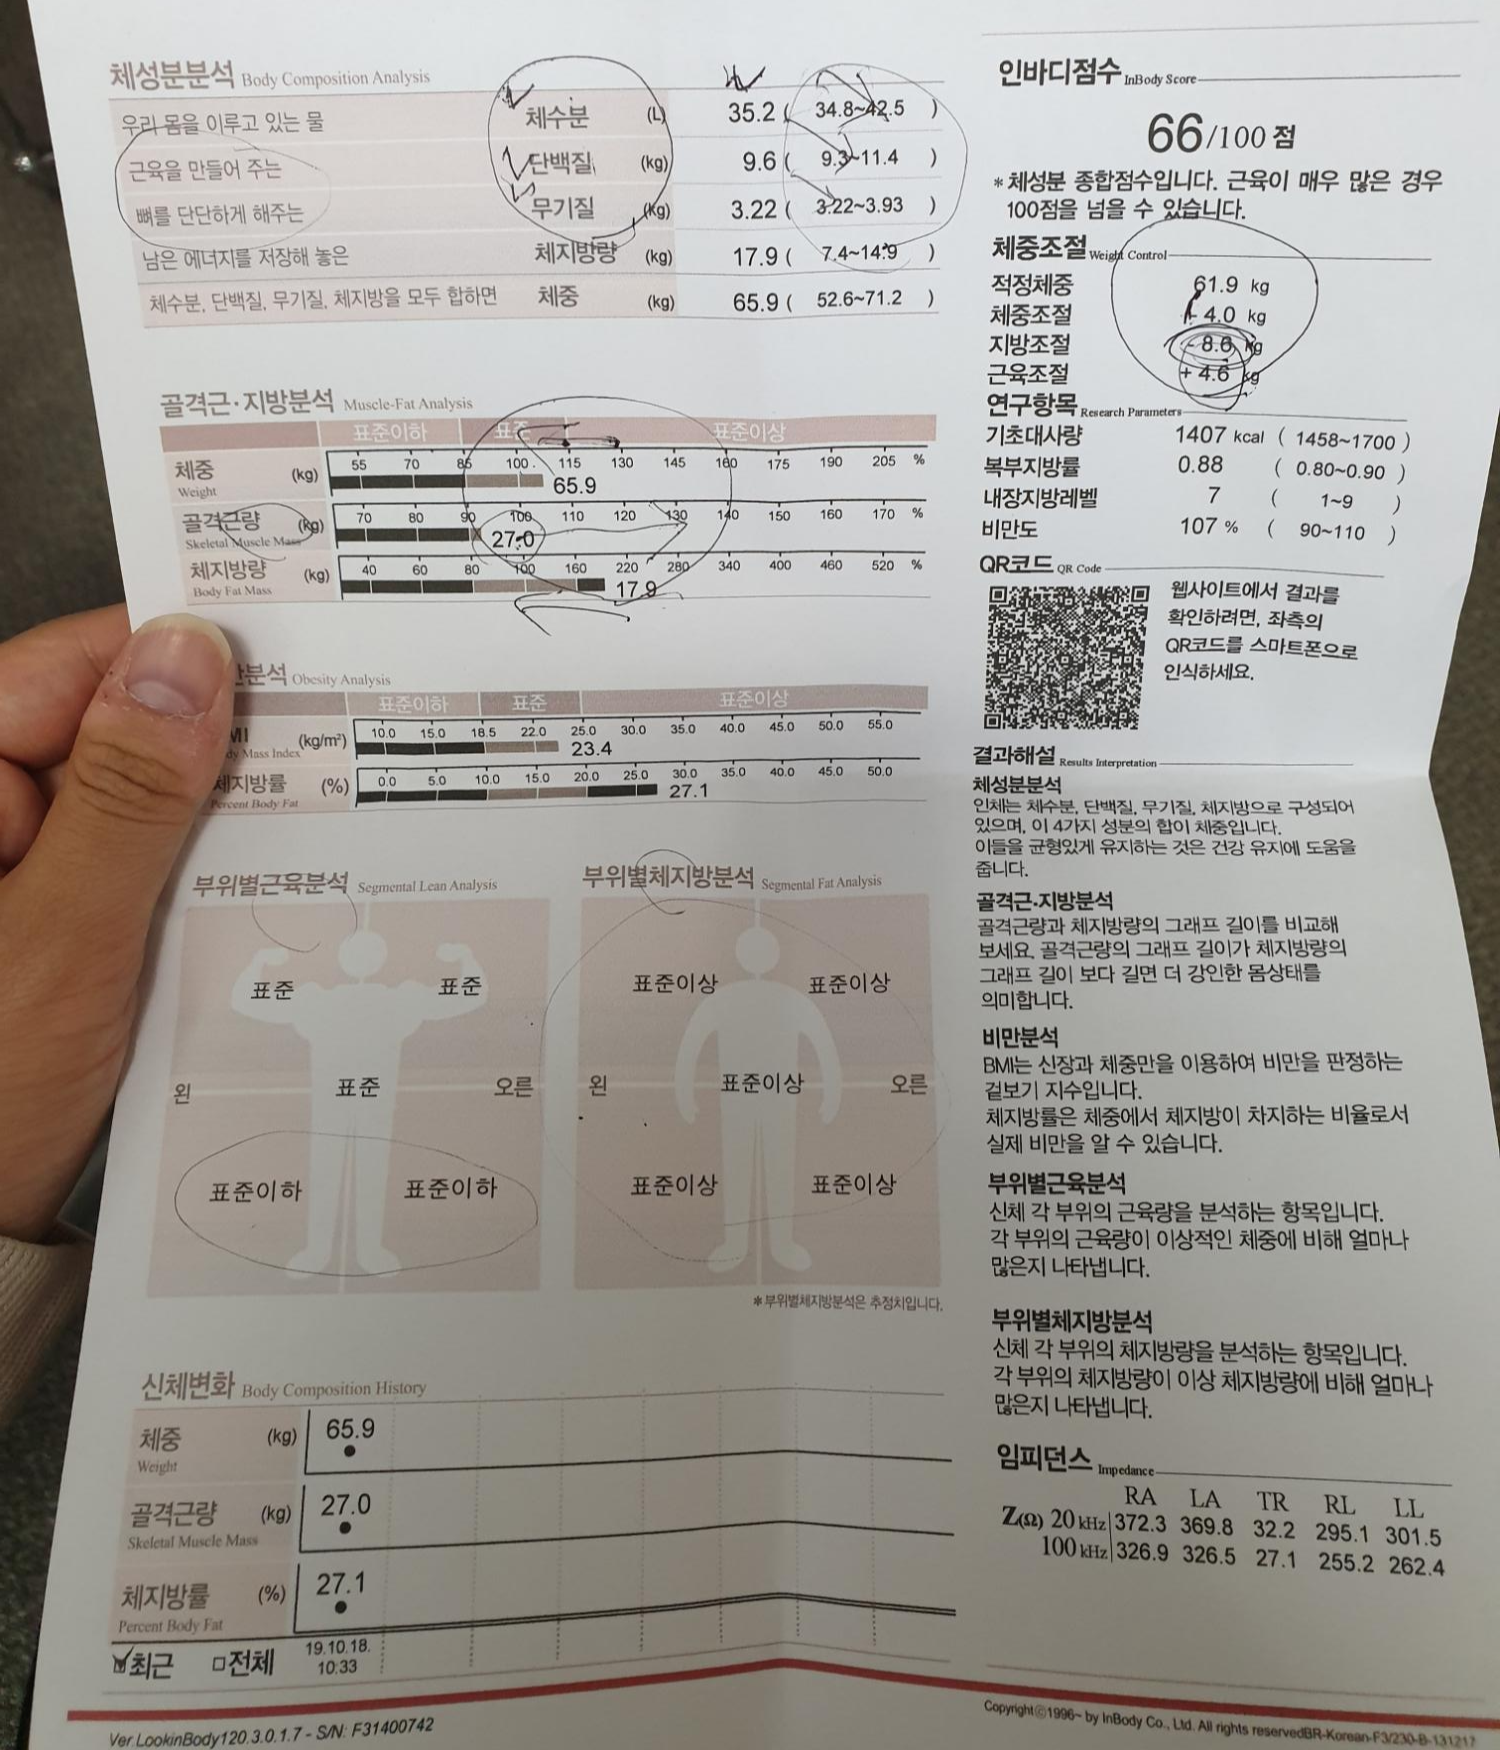 체성분분석 Body Composition Analysis
우리 몸을 이루고 있는 물 체수분 (L) 35.2 ( 34.8~42.5 )
근육을 만들어 주는 단백질 (kg) 9.6 ( 9.3~11.4 )
뼈를 단단하게 해주는 무기질 (kg) 3.22 ( 3.22~3.93 )
남은 에너지를 저장해 놓은 체지방량 (kg) 17.9 ( 7.4~14.9 )
체수분, 단백질, 무기질, 체지방을 모두 합하면 체중 (kg) 65.9 ( 52.6~71.2 )
골격근·지방분석 Muscle-Fat Analysis
표준이하 표준 표준이상
체중 (kg) 55 70 85 100 115 130 145 160 175 190 205 %
Weight 65.9
골격근량 (kg) 70 80 90 100 110 120 130 140 150 160 170 %
Skeletal Muscle Mass 27.0
체지방량 (kg) 40 60 80 100 160 220 280 340 400 460 520 %
Body Fat Mass 17.9
분석 Obesity Analysis
표준이하 표준 표준이상
MI (kg/m²) 10.0 15.0 18.5 22.0 25.0 30.0 35.0 40.0 45.0 50.0 55.0
dy Mass Index 23.4
체지방률 (%) 0.0 5.0 10.0 15.0 20.0 25.0 30.0 35.0 40.0 45.0 50.0
Percent Body Fat 27.1
부위별근육분석 Segmental Lean Analysis
표준 표준
왼 표준 오른
표준이하 표준이하
부위별체지방분석 Segmental Fat Analysis
표준이상 표준이상
왼 표준이상 오른
표준이상 표준이상
* 부위별체지방분석은 추정치입니다.
신체변화 Body Composition History
체중 (kg) 65.9
Weight
골격근량 (kg) 27.0
Skeletal Muscle Mass
체지방률 (%) 27.1
Percent Body Fat
최근 전체 19.10.18.
10:33
Ver.LookinBody120.3.0.1.7 - S/N: F31400742
인바디점수 InBody Score
66/100 점
* 체성분 종합점수입니다. 근육이 매우 많은 경우
100점을 넘을 수 있습니다.
체중조절 Weight Control
적정체중 61.9 kg
체중조절 - 4.0 kg
지방조절 - 8.6 kg
근육조절 + 4.6 kg
연구항목 Research Parameters
기초대사량 1407 kcal ( 1458~1700 )
복부지방률 0.88 ( 0.80~0.90 )
내장지방레벨 7 ( 1~9 )
비만도 107 % ( 90~110 )
QR코드 QR Code
웹사이트에서 결과를
확인하려면, 좌측의
QR코드를 스마트폰으로
인식하세요.
결과해설 Results Interpretation
체성분분석
인체는 체수분, 단백질, 무기질, 체지방으로 구성되어
있으며, 이 4가지 성분의 합이 체중입니다.
이들을 균형있게 유지하는 것은 건강 유지에 도움을
줍니다.
골격근·지방분석
골격근량과 체지방량의 그래프 길이를 비교해
보세요. 골격근량의 그래프 길이가 체지방량의
그래프 길이 보다 길면 더 강인한 몸상태를
의미합니다.
비만분석
BMI는 신장과 체중만을 이용하여 비만을 판정하는
겉보기 지수입니다.
체지방률은 체중에서 체지방이 차지하는 비율로서
실제 비만을 알 수 있습니다.
부위별근육분석
신체 각 부위의 근육량을 분석하는 항목입니다.
각 부위의 근육량이 이상적인 체중에 비해 얼마나
많은지 나타냅니다.
부위별체지방분석
신체 각 부위의 체지방량을 분석하는 항목입니다.
각 부위의 체지방량이 이상 체지방량에 비해 얼마나
많은지 나타냅니다.
임피던스 Impedance
RA LA TR RL LL
Z(Ω) 20 kHz 372.3 369.8 32.2 295.1 301.5
100 kHz 326.9 326.5 27.1 255.2 262.4
Copyright ⓒ1996~ by InBody Co., Ltd. All rights reservedBR-Korean-F3/230-B-131217